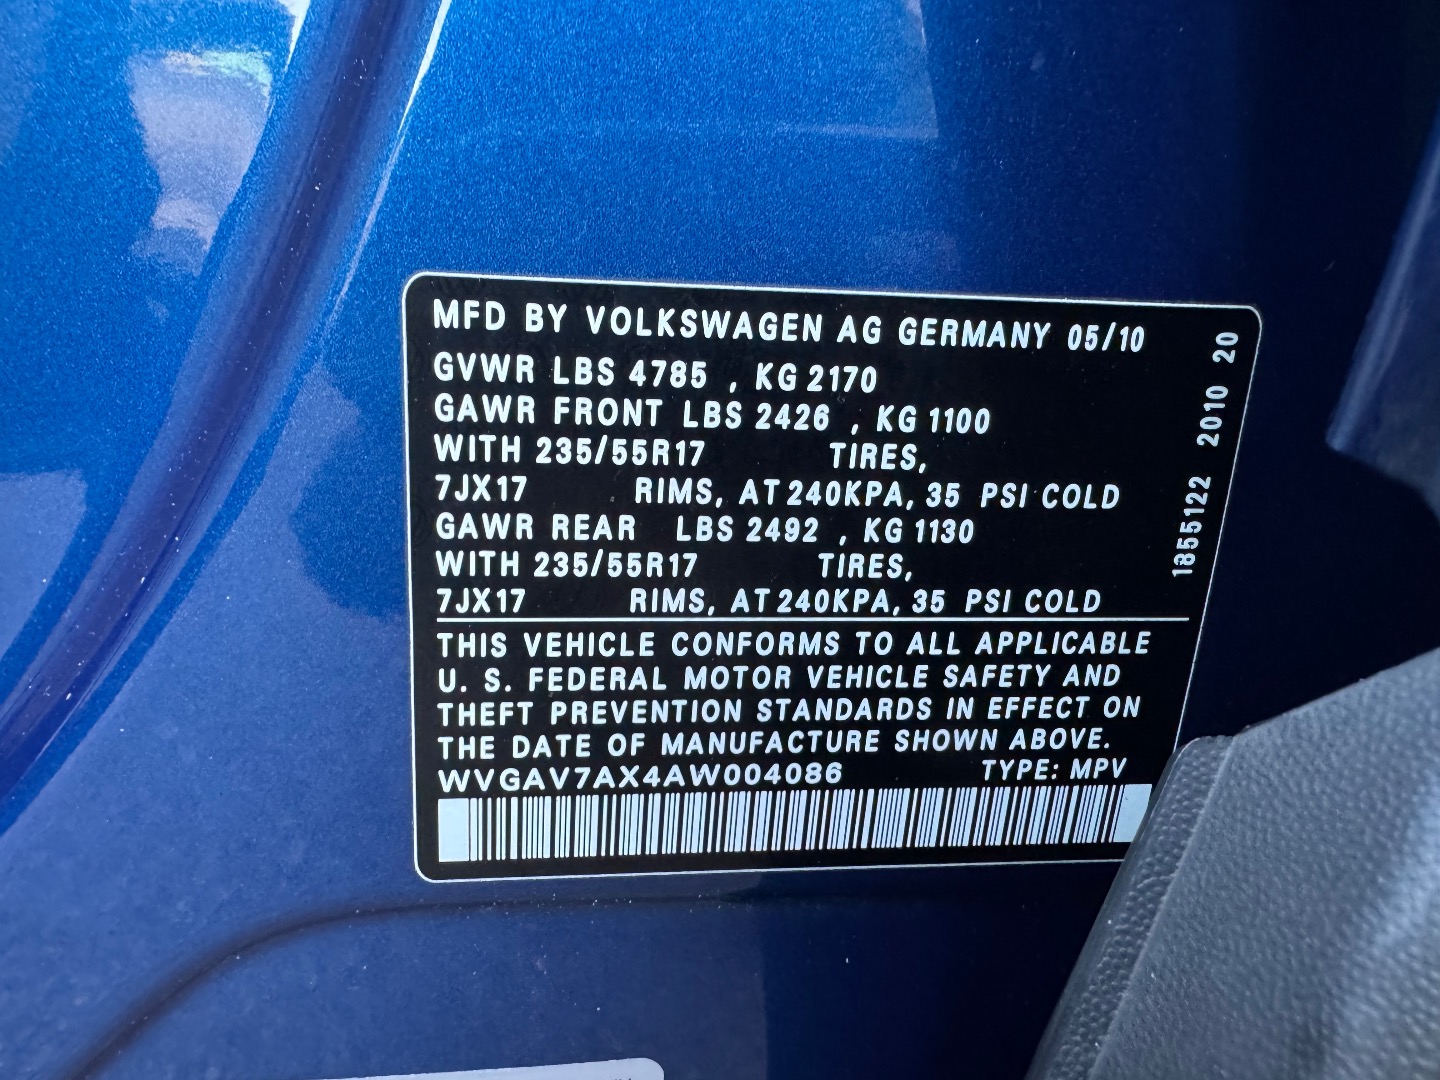 MFD BY VOLKSWAGEN AG GERMANY 05/10
GVWR LBS 4785 , KG 2170
GAWR FRONT LBS 2426 , KG 1100
WITH 235/55R17 TIRES,
7JX17 RIMS, AT 240KPA, 35 PSI COLD
GAWR REAR LBS 2492 , KG 1130
WITH 235/55R17 TIRES,
7JX17 RIMS, AT 240KPA, 35 PSI COLD
THIS VEHICLE CONFORMS TO ALL APPLICABLE
U. S. FEDERAL MOTOR VEHICLE SAFETY AND
THEFT PREVENTION STANDARDS IN EFFECT ON
THE DATE OF MANUFACTURE SHOWN ABOVE.
WVGAV7AX4AW004086 TYPE: MPV
1855122 2010 20